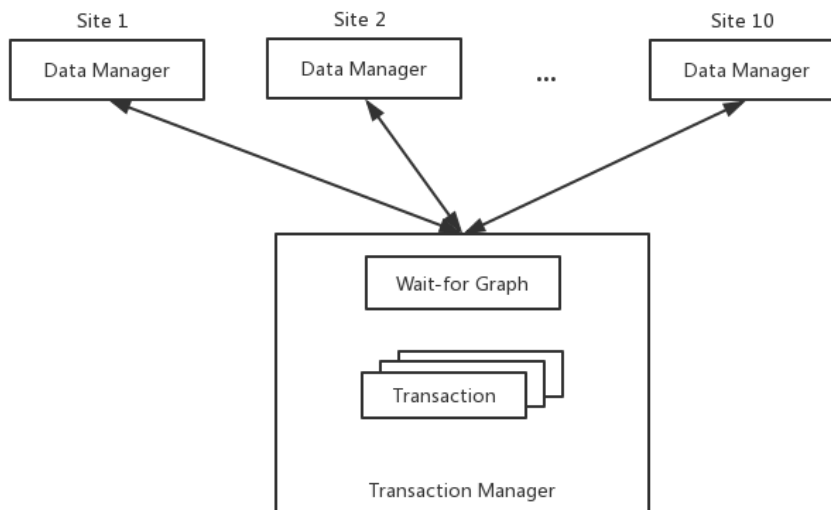 Site 1
Site 2
Site 10
Data Manager
Data Manager
...
Data Manager
Wait-for Graph
Transaction
Transaction Manager